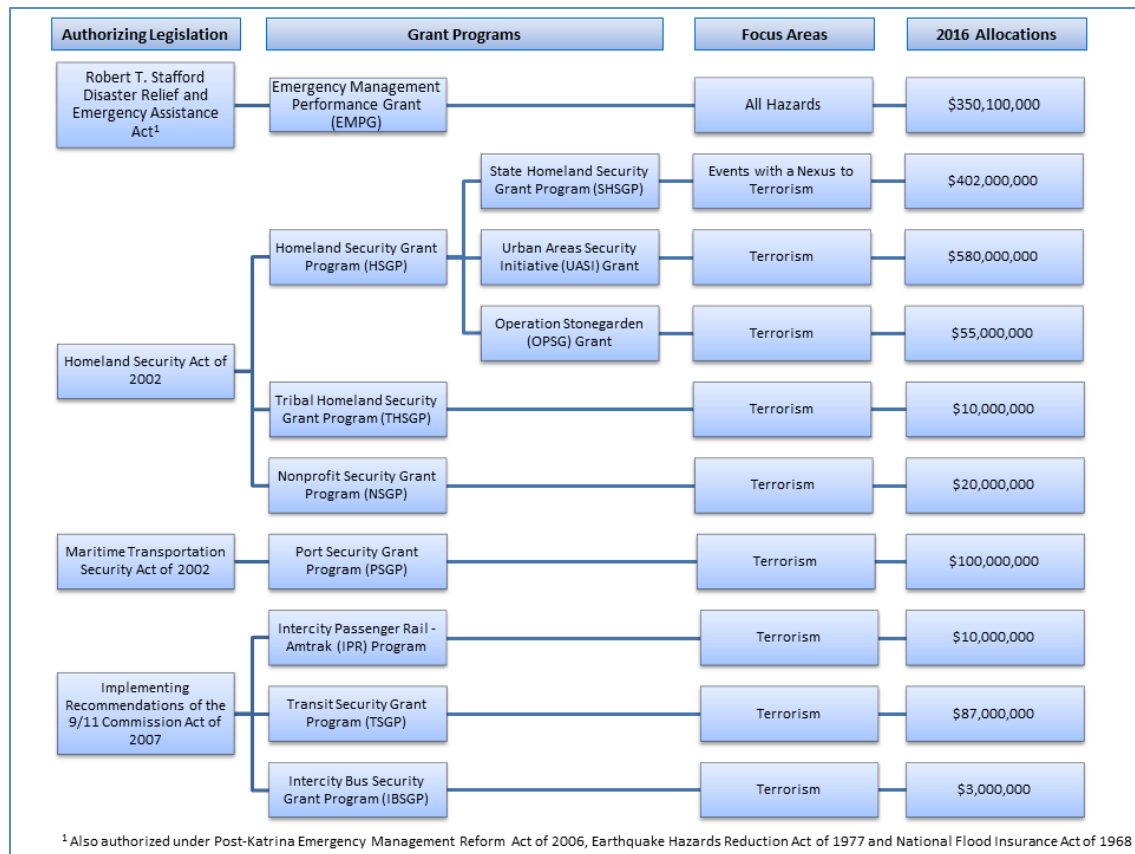 Authorizing Legislation
Grant Programs
Focus Areas
2016 Allocations
Robert T. Stafford
Disaster Relief and
Emergency Assistance
Act1
Emergency Management
Performance Grant
(EMPG)
All Hazards
$350,100,000
Homeland Security Act of
2002
Homeland Security Grant
Program (HSGP)
State Homeland Security
Grant Program (SHSGP)
Events with a Nexus to
Terrorism
$402,000,000
Urban Areas Security
Initiative (UASI) Grant
Terrorism
$580,000,000
Operation Stonegarden
(OPSG) Grant
Terrorism
$55,000,000
Tribal Homeland Security
Grant Program (THSGP)
Terrorism
$10,000,000
Nonprofit Security Grant
Program (NSGP)
Terrorism
$20,000,000
Maritime Transportation
Security Act of 2002
Port Security Grant
Program (PSGP)
Terrorism
$100,000,000
Implementing
Recommendations of the
9/11 Commission Act of
2007
Intercity Passenger Rail -
Amtrak (IPR) Program
Terrorism
$10,000,000
Transit Security Grant
Program (TSGP)
Terrorism
$87,000,000
Intercity Bus Security
Grant Program (IBSGP)
Terrorism
$3,000,000
1 Also authorized under Post-Katrina Emergency Management Reform Act of 2006, Earthquake Hazards Reduction Act of 1977 and National Flood Insurance Act of 1968